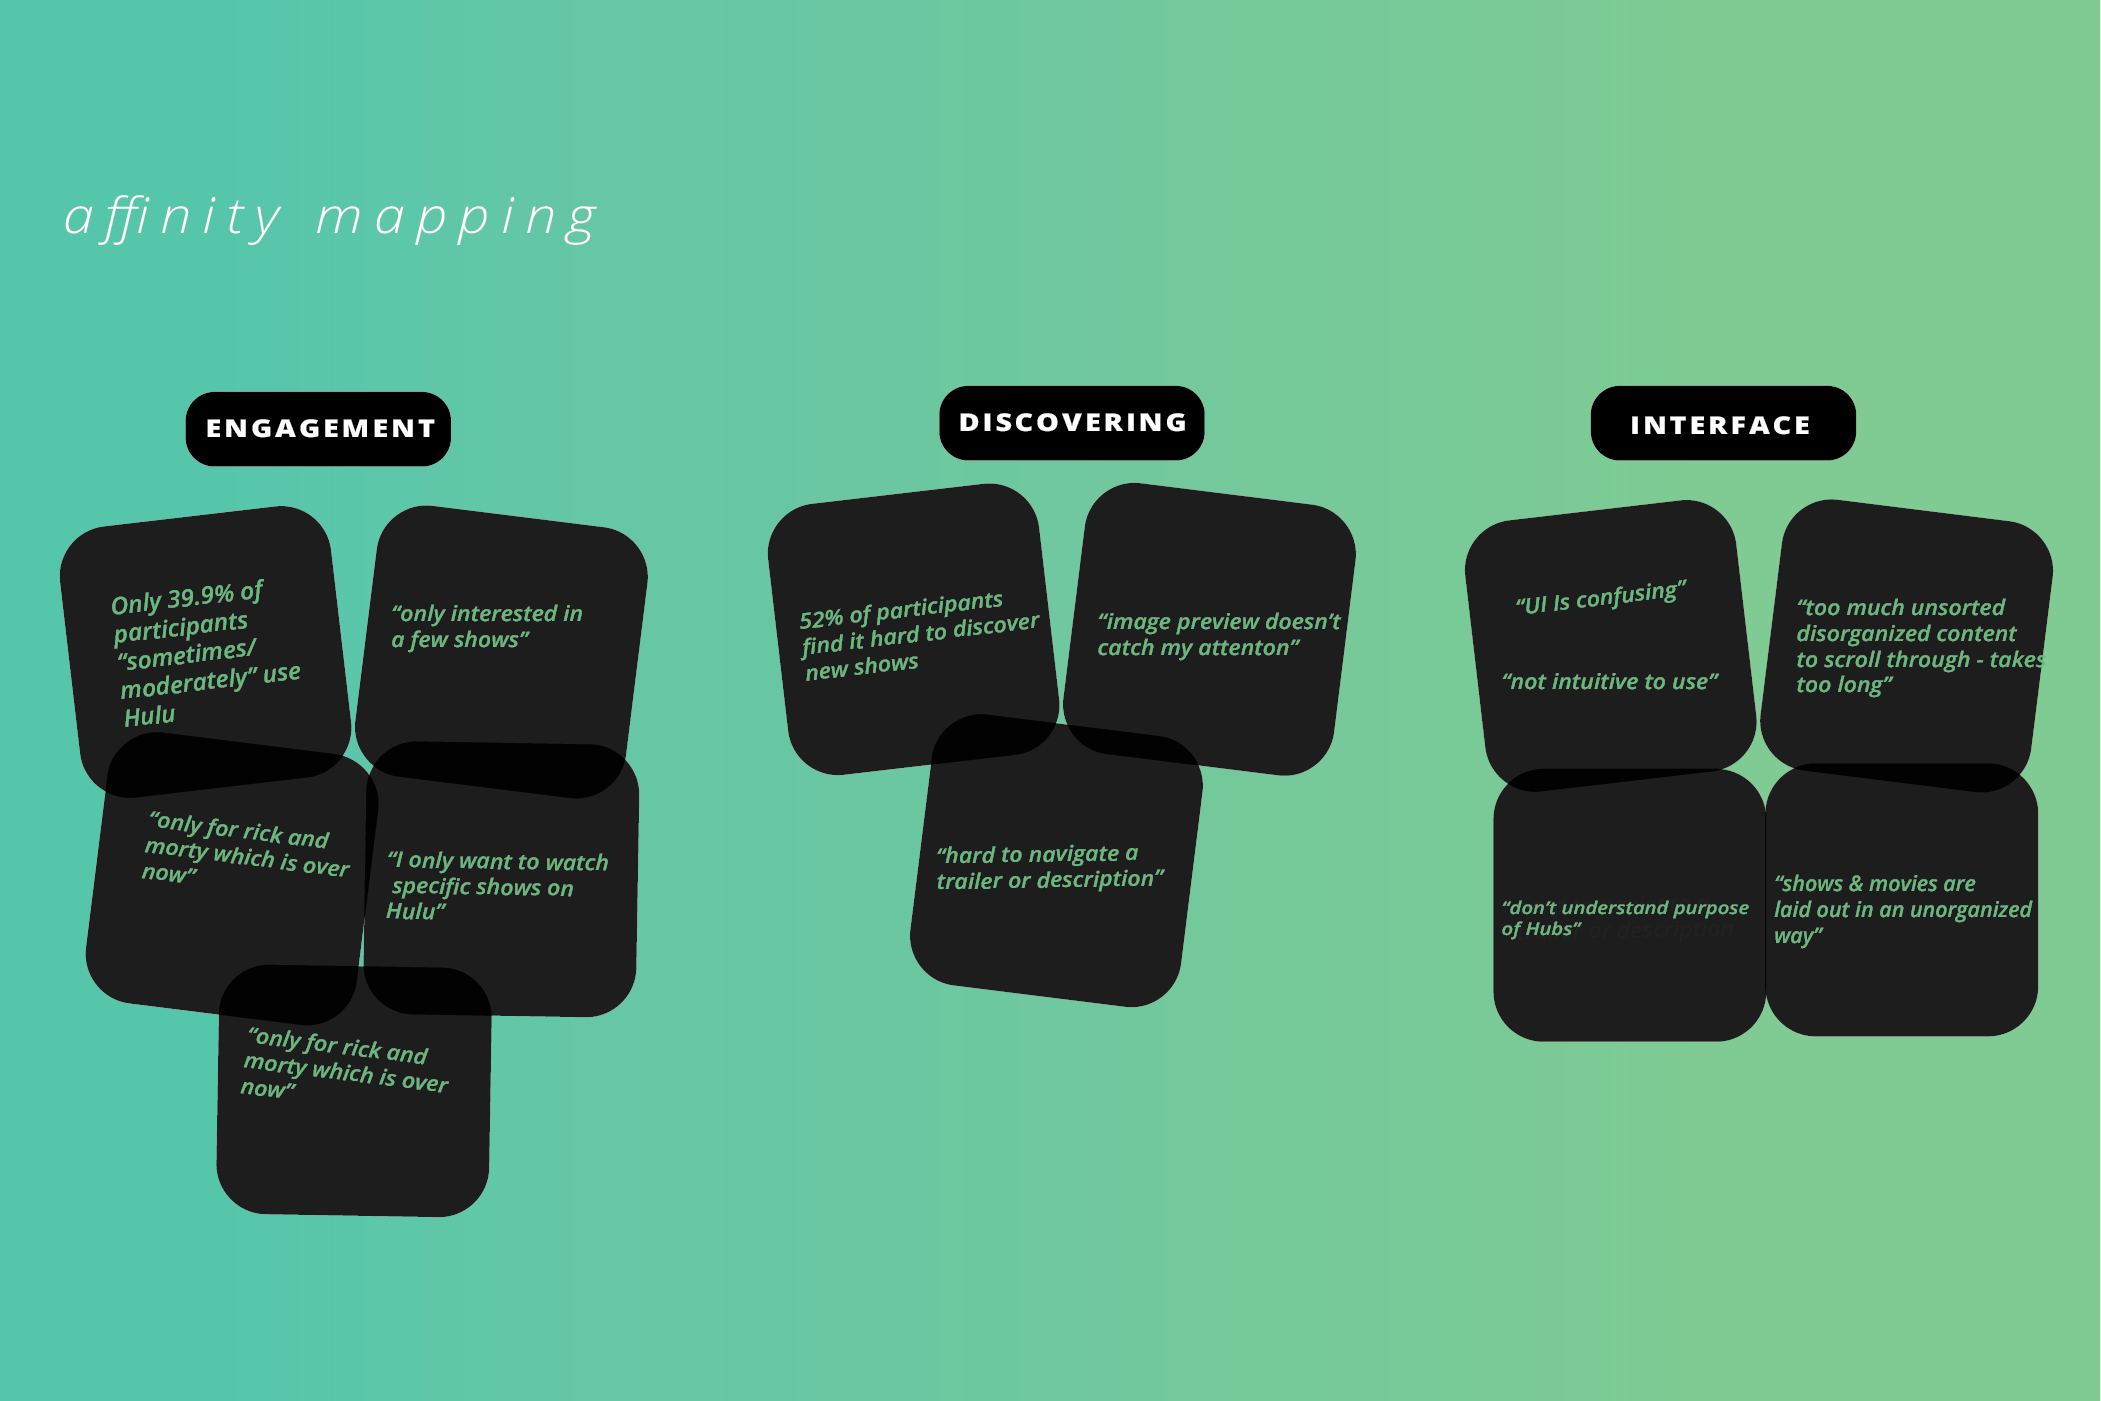 affinity mapping
ENGAGEMENT
Only 39.9% of
participants
“sometimes/
moderately” use
Hulu
“only interested in
a few shows”
“only for rick and
morty which is over
now”
“I only want to watch
specific shows on
Hulu”
“only for rick and
morty which is over
now”
DISCOVERING
52% of participants
find it hard to discover
new shows
“image preview doesn’t
catch my attenton”
“hard to navigate a
trailer or description”
INTERFACE
“UI Is confusing”
“not intuitive to use”
“too much unsorted
disorganized content
to scroll through - takes
too long”
“don’t understand purpose
of Hubs”
or description
“shows & movies are
laid out in an unorganized
way”